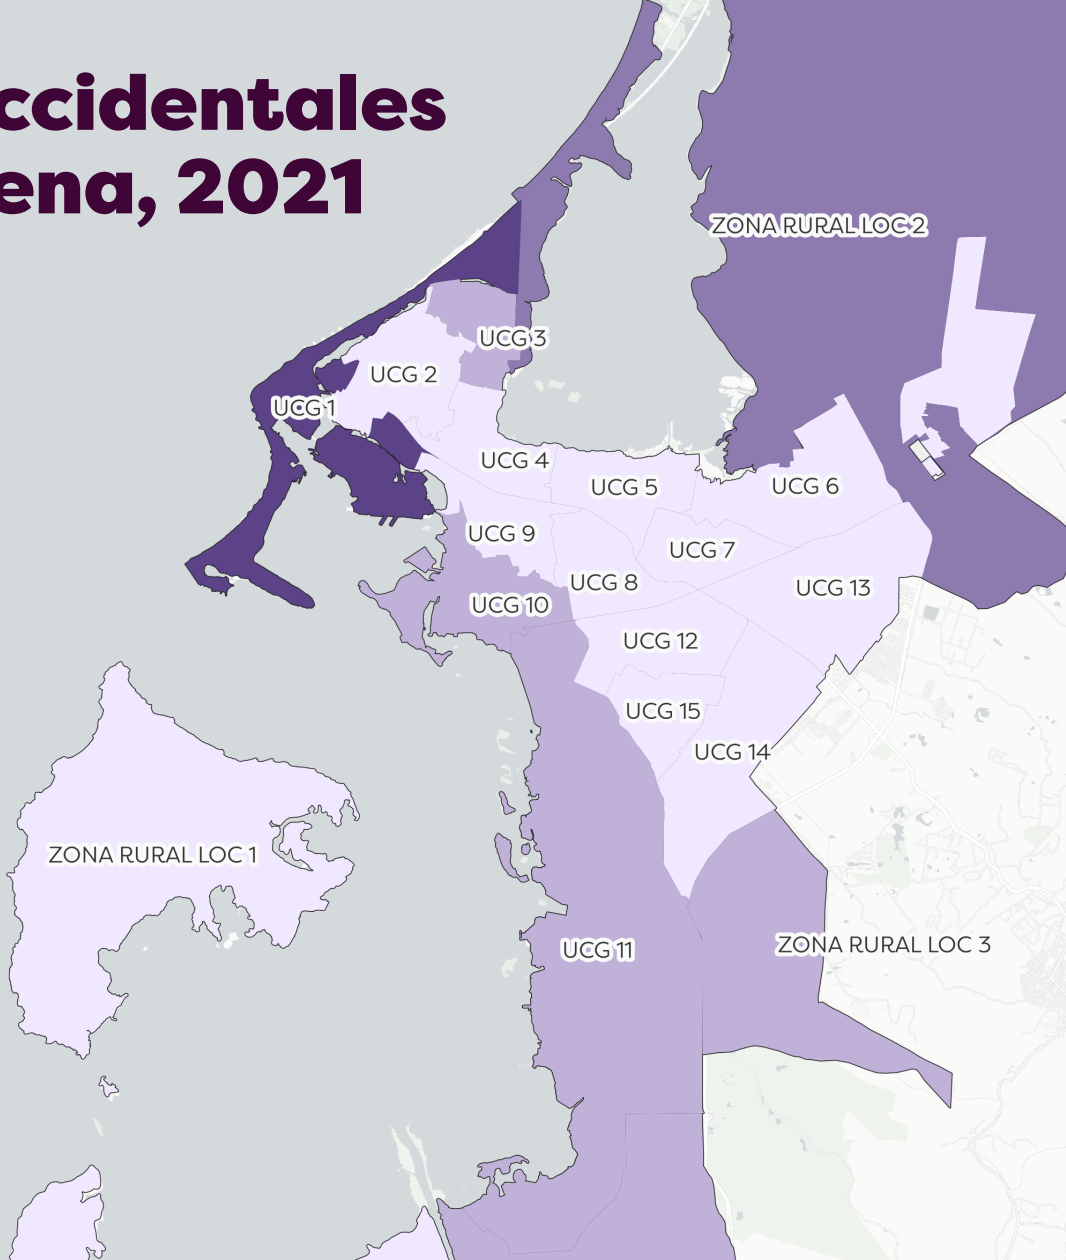 ccidentales
ena, 2021
ZONA RURAL LOC 2
UCG 3
UCG 2
UCG 1
UCG 4
UCG 5
UCG 6
UCG 9
UCG 7
UCG 8
UCG 13
UCG 10
UCG 12
UCG 15
UCG 14
ZONA RURAL LOC 1
UCG 11
ZONA RURAL LOC 3